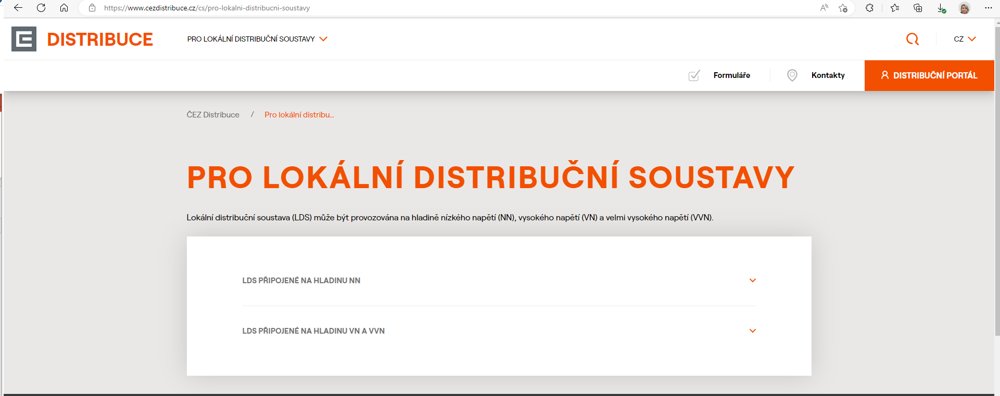 https://www.cezdistribuce.cz/cs/pro-lokalni-distribucni-soustavy
DISTRIBUCE
PRO LOKÁLNÍ DISTRIBUČNÍ SOUSTAVY
CZ
Formuláře
Kontakty
DISTRIBUČNÍ PORTÁL
ČEZ Distribuce / Pro lokální distribu...
PRO LOKÁLNÍ DISTRIBUČNÍ SOUSTAVY
Lokální distribuční soustava (LDS) může být provozována na hladině nízkého napětí (NN), vysokého napětí (VN) a velmi vysokého napětí (VVN).
LDS PŘIPOJENÉ NA HLADINU NN
LDS PŘIPOJENÉ NA HLADINU VN A VVN